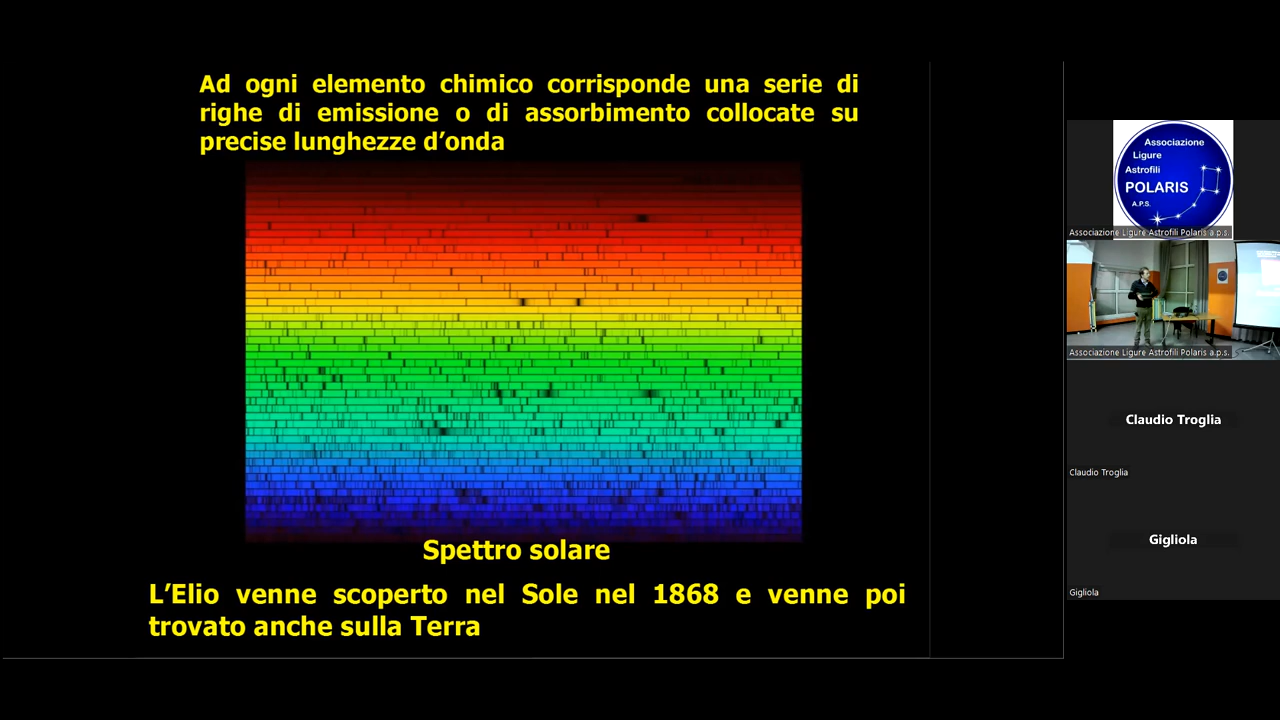 Ad ogni elemento chimico corrisponde una serie di
righe di emissione o di assorbimento collocate su
precise lunghezze d’onda
Spettro solare
L’Elio venne scoperto nel Sole nel 1868 e venne poi
trovato anche sulla Terra
Associazione
Ligure
Astrofili
POLARIS
A.P.S.
Associazione Ligure Astrofili Polaris a.p.s.
Associazione Ligure Astrofili Polaris a.p.s.
Claudio Troglia
Claudio Troglia
Gigliola
Gigliola